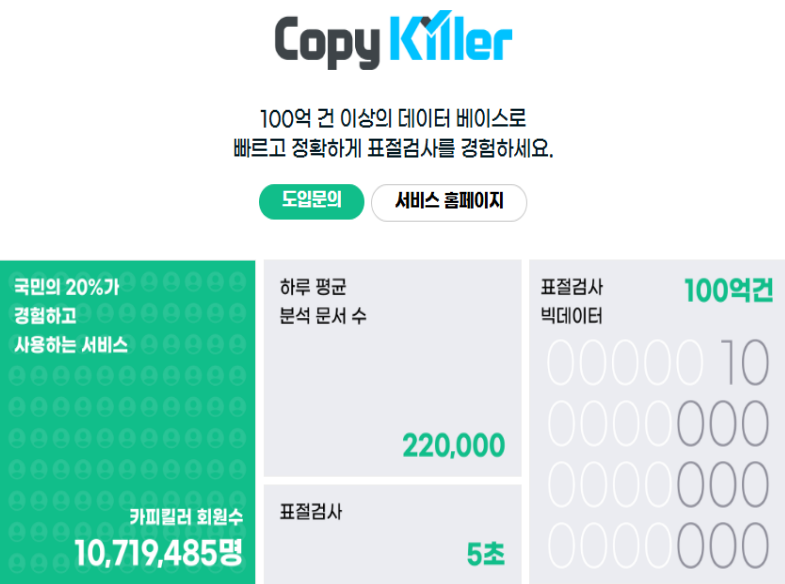 Copy Killer
100억 건 이상의 데이터 베이스로
빠르고 정확하게 표절검사를 경험하세요.
도입문의
서비스 홈페이지
국민의 20%가
경험하고
사용하는 서비스
카피킬러 회원수
10,719,485명
하루 평균
분석 문서 수
220,000
표절검사
5초
표절검사
빅데이터
100억건
00000 10
0000000
0000000
0000000